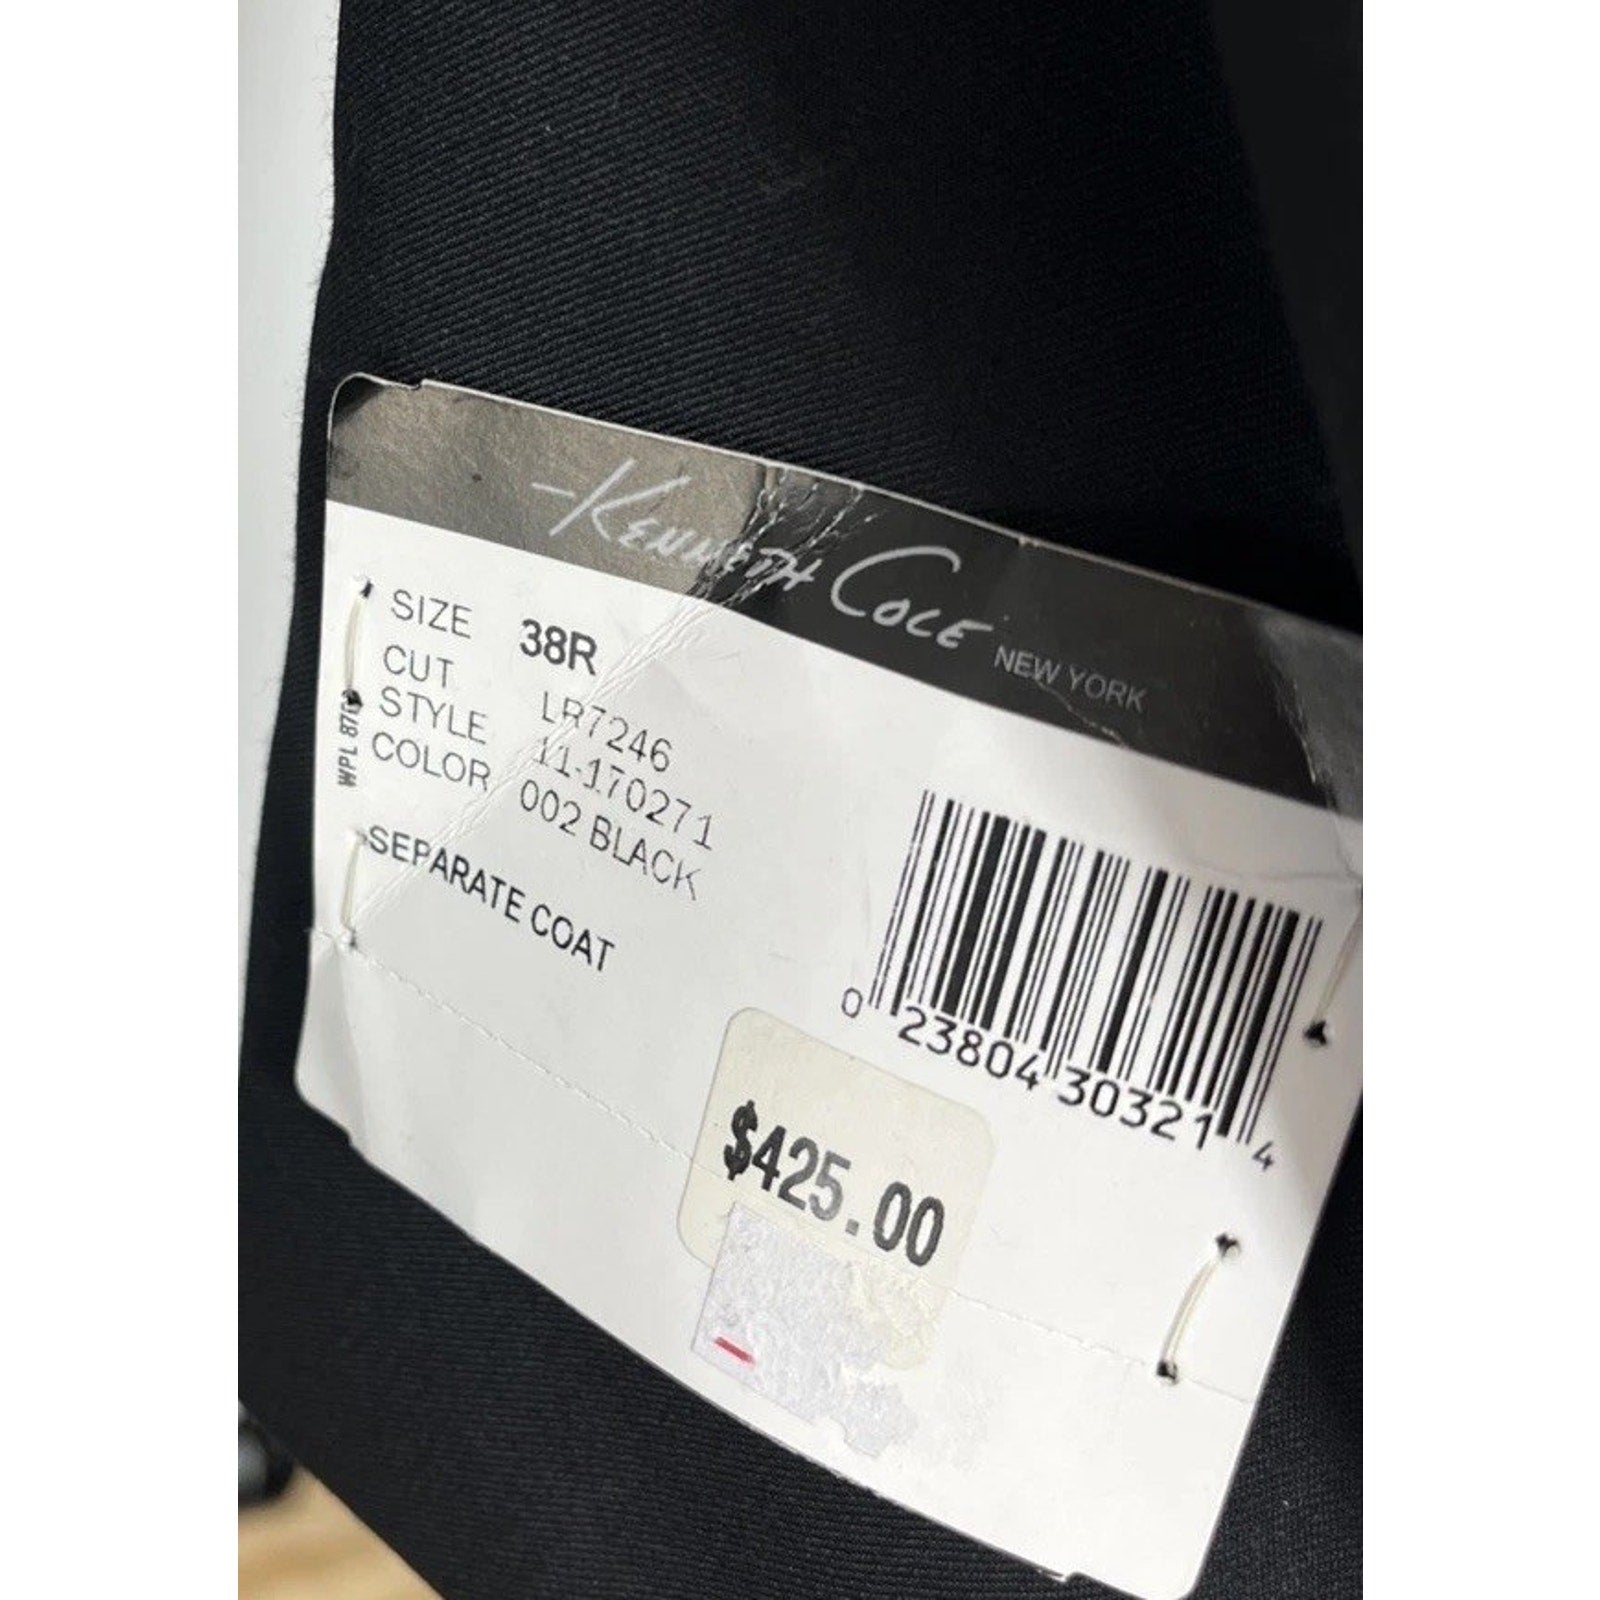 Kenneth Cole NEW YORK
SIZE 38R
CUT LR7246
STYLE 11-170271
COLOR 002 BLACK
WPL
SEPARATE COAT
0 23804 30321 4
$425.00